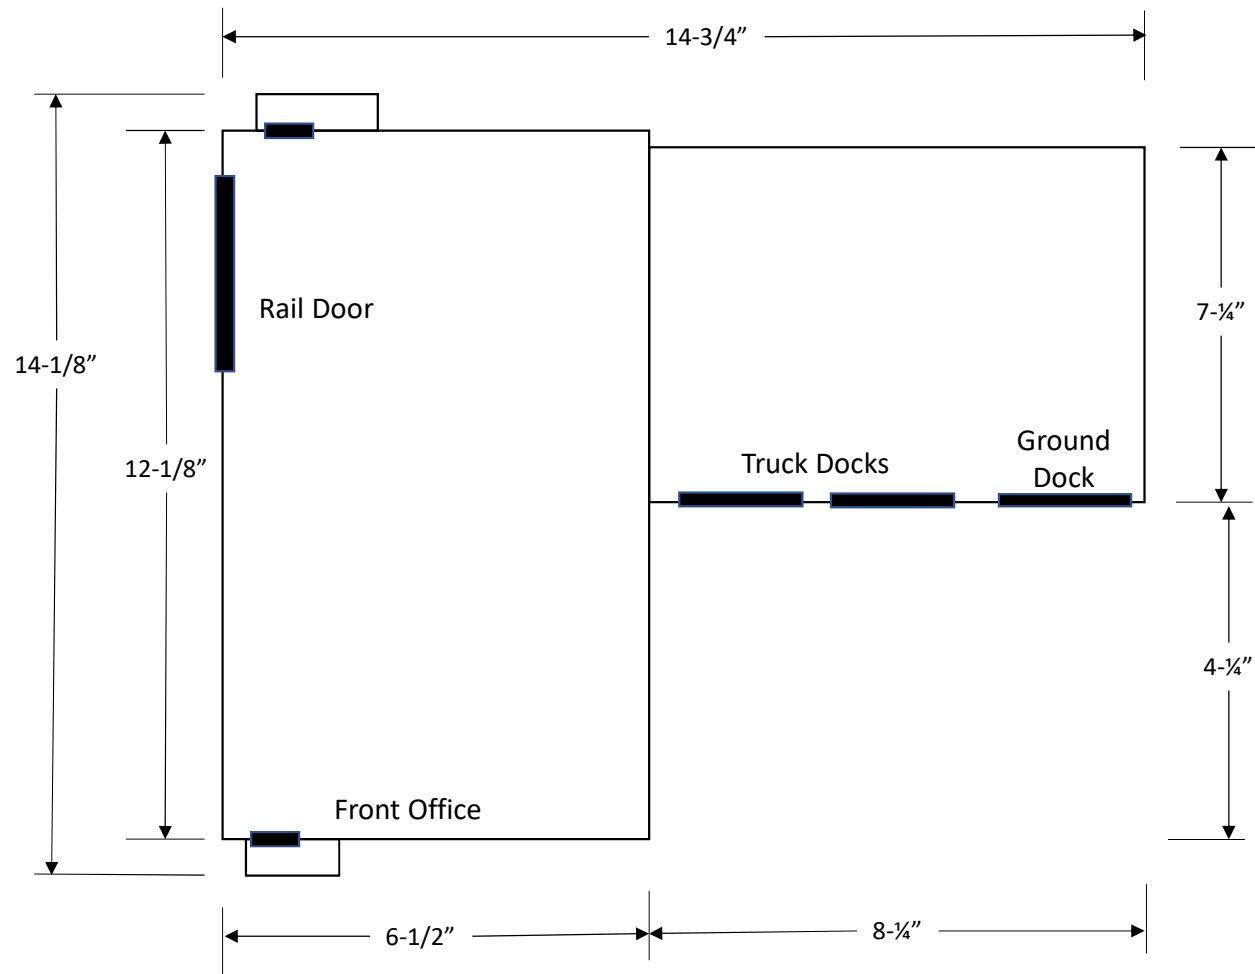 14-3/4”
Rail Door
7-¼”
14-1/8”
Ground
Dock
Truck Docks
12-1/8”
4-¼”
Front Office
6-1/2”
8-¼”